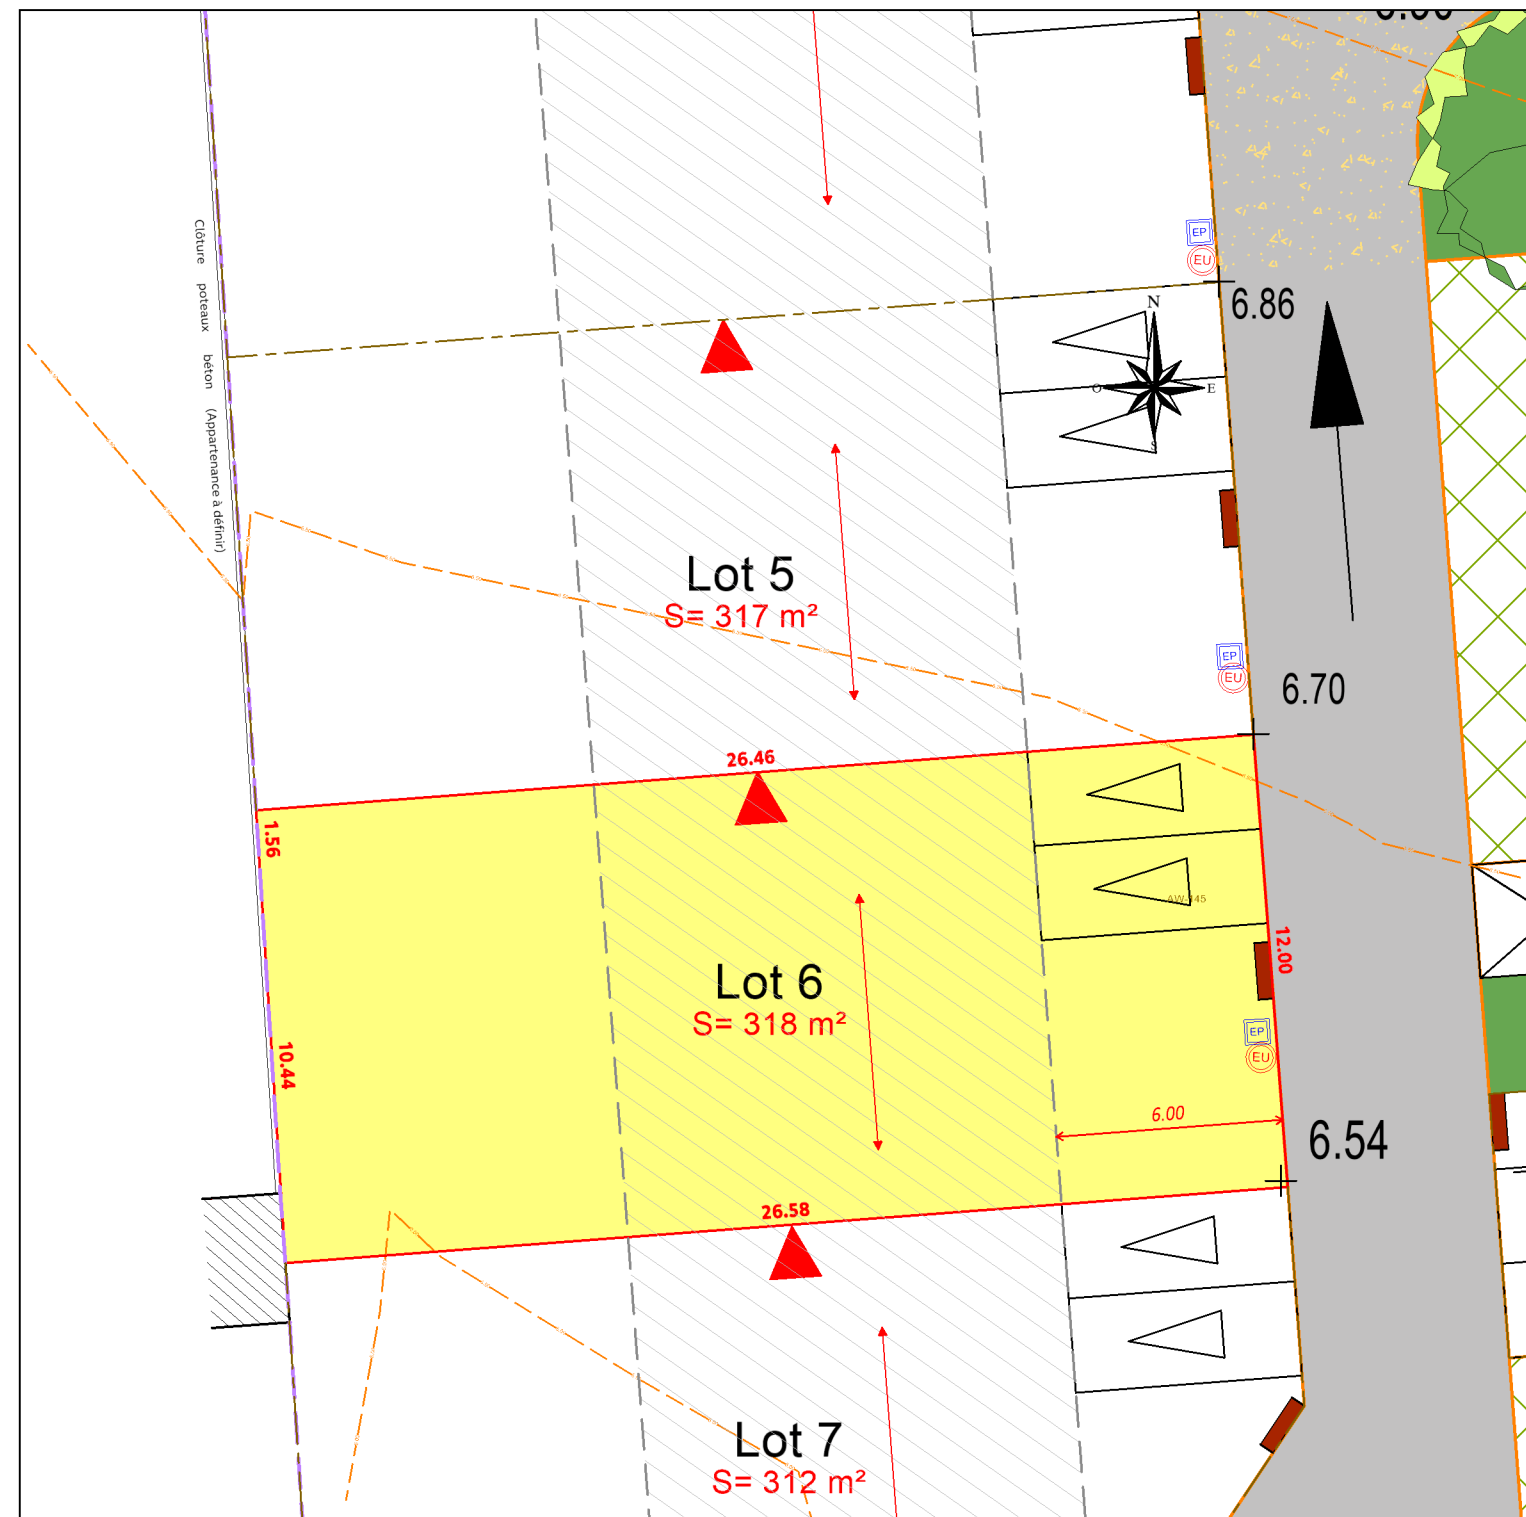 EP
EU
6.86
N
O
E
S
Clôture poteaux béton (Appartenance à définir)
Lot 5
S= 317 m²
EP
EU
6.70
26.46
1.56
AW-145
12.00
Lot 6
S= 318 m²
EP
EU
10.44
6.00
6.54
26.58
Lot 7
S= 312 m²